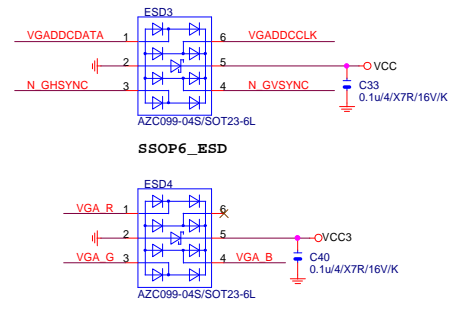 ESD3
VGADDCDATA 1 6 VGADDCCLK
2 5 VCC
N_GHSYNC 3 4 N_GVSYNC
C33
0.1u/4/X7R/16V/K
AZC099-04S/SOT23-6L
SSOP6_ESD
ESD4
VGA_R 1 6
2 5 VCC3
VGA_G 3 4 VGA_B
C40
0.1u/4/X7R/16V/K
AZC099-04S/SOT23-6L